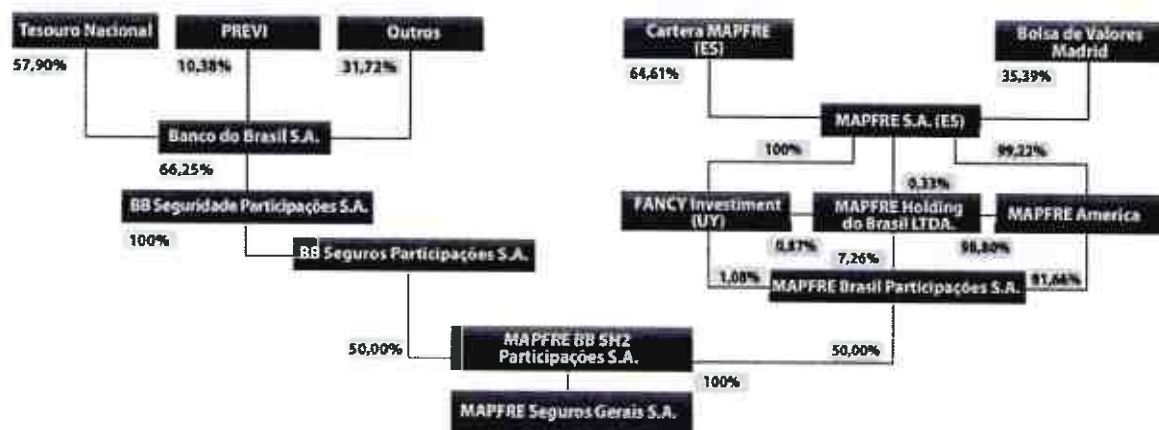 Tesouro Nacional
PREVI
Outros
57,90%
10,38%
31,72%
Banco do Brasil S.A.
66,25%
BB Seguridade Participações S.A.
100%
BB Seguros Participações S.A.
50,00%
Cartera MAPFRE
(ES)
Bolsa de Valores
Madrid
64,61%
35,39%
MAPFRE S.A. (ES)
100%
0,33%
99,22%
FANCY Investiment
(UY)
MAPFRE Holding
do Brasil LTDA.
MAPFRE America
0,87%
98,80%
7,26%
1,08%
91,66%
MAPFRE Brasil Participações S.A.
50,00%
MAPFRE BB SH2
Participações S.A.
100%
MAPFRE Seguros Gerais S.A.